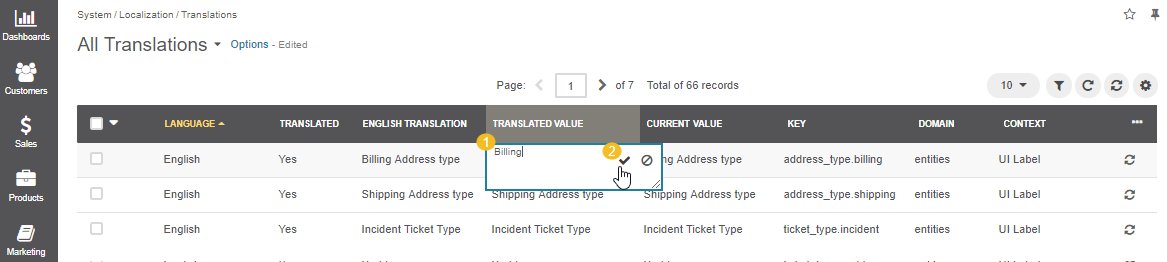 System / Localization / Translations
All Translations Options - Edited
Page: 1 of 7 Total of 66 records 10
LANGUAGE TRANSLATED ENGLISH TRANSLATION TRANSLATED VALUE CURRENT VALUE KEY DOMAIN CONTEXT ...
1 Billing 2
English Yes Billing Address type ng Address type address_type.billing entities UI Label
English Yes Shipping Address type Shipping Address type Shipping Address type address_type.shipping entities UI Label
English Yes Incident Ticket Type Incident Ticket Type Incident Ticket Type ticket_type.incident entities UI Label
Dashboards
Customers
Sales
Products
Marketing